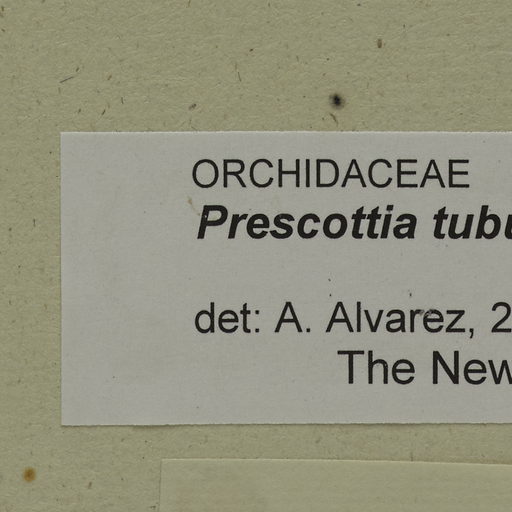 ORCHIDACEAE
Prescottia tubu
det: A. Alvarez, 2
The New